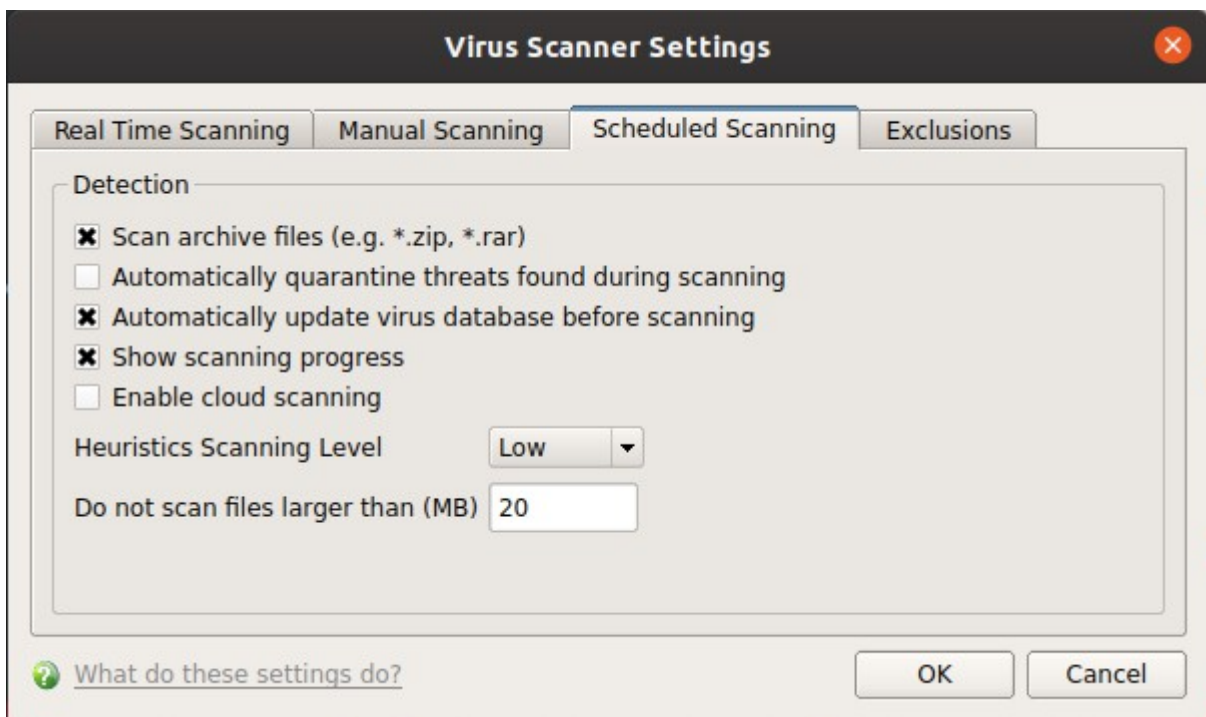 Virus Scanner Settings
Real Time Scanning Manual Scanning Scheduled Scanning Exclusions
Detection
Scan archive files (e.g. *.zip, *.rar)
Automatically quarantine threats found during scanning
Automatically update virus database before scanning
Show scanning progress
Enable cloud scanning
Heuristics Scanning Level Low
Do not scan files larger than (MB) 20
What do these settings do? OK Cancel